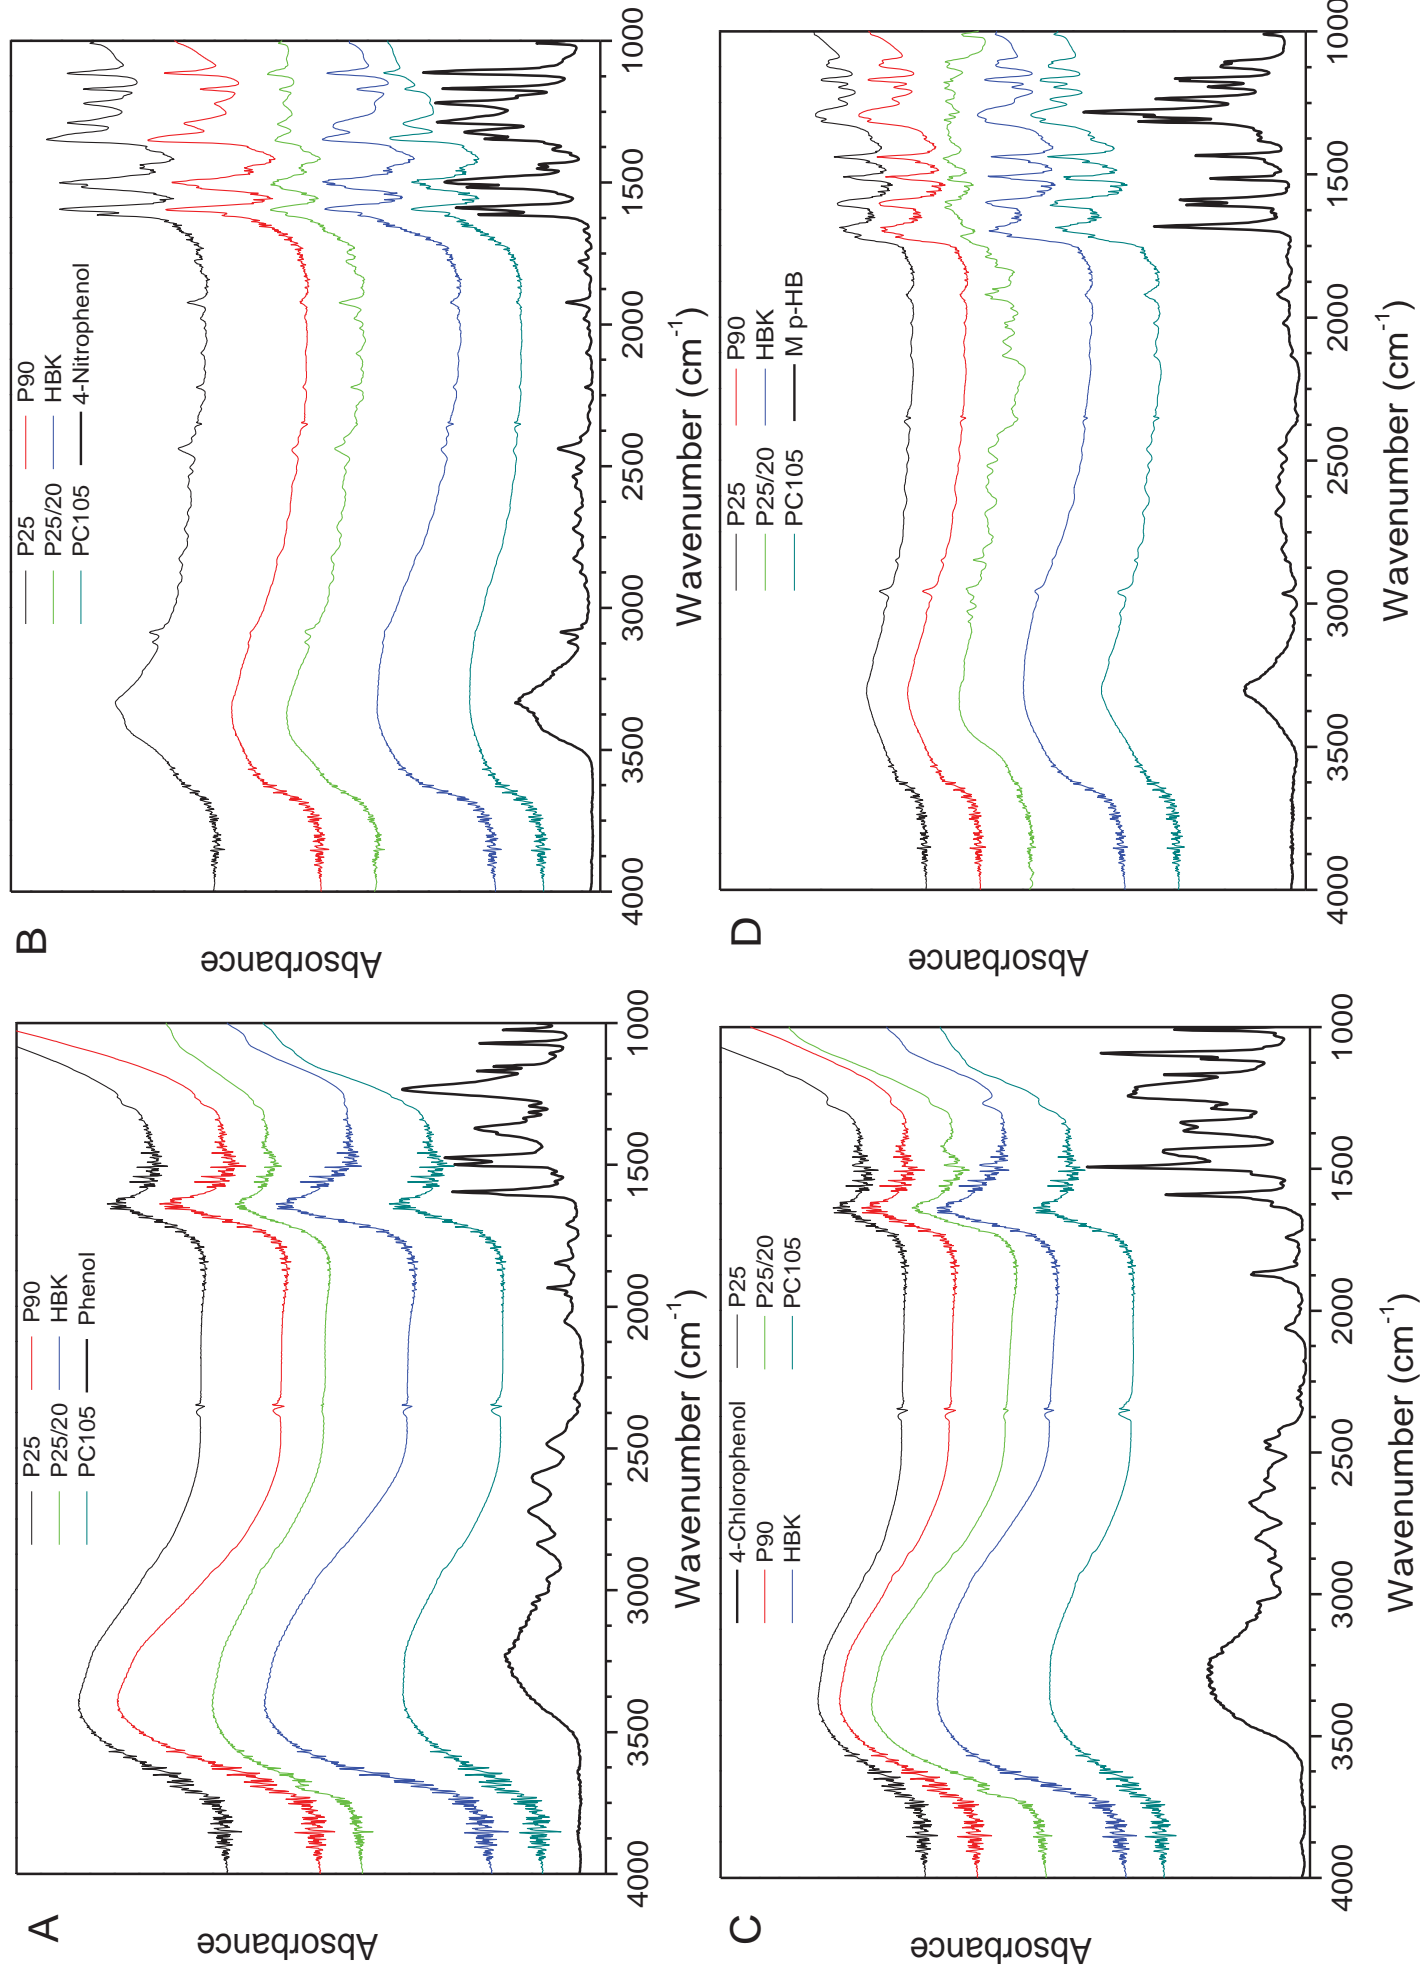 A
P25
P90
P25/20
HBK
PC105
Phenol
Absorbance
4000
3500
3000
2500
2000
1500
1000
Wavenumber (cm⁻¹)
B
P25
P90
P25/20
HBK
PC105
4-Nitrophenol
Absorbance
4000
3500
3000
2500
2000
1500
1000
Wavenumber (cm⁻¹)
C
4-Chlorophenol
P25
P90
P25/20
HBK
PC105
Absorbance
4000
3500
3000
2500
2000
1500
1000
Wavenumber (cm⁻¹)
D
P25
P90
P25/20
HBK
PC105
M p-HB
Absorbance
4000
3500
3000
2500
2000
1500
1000
Wavenumber (cm⁻¹)